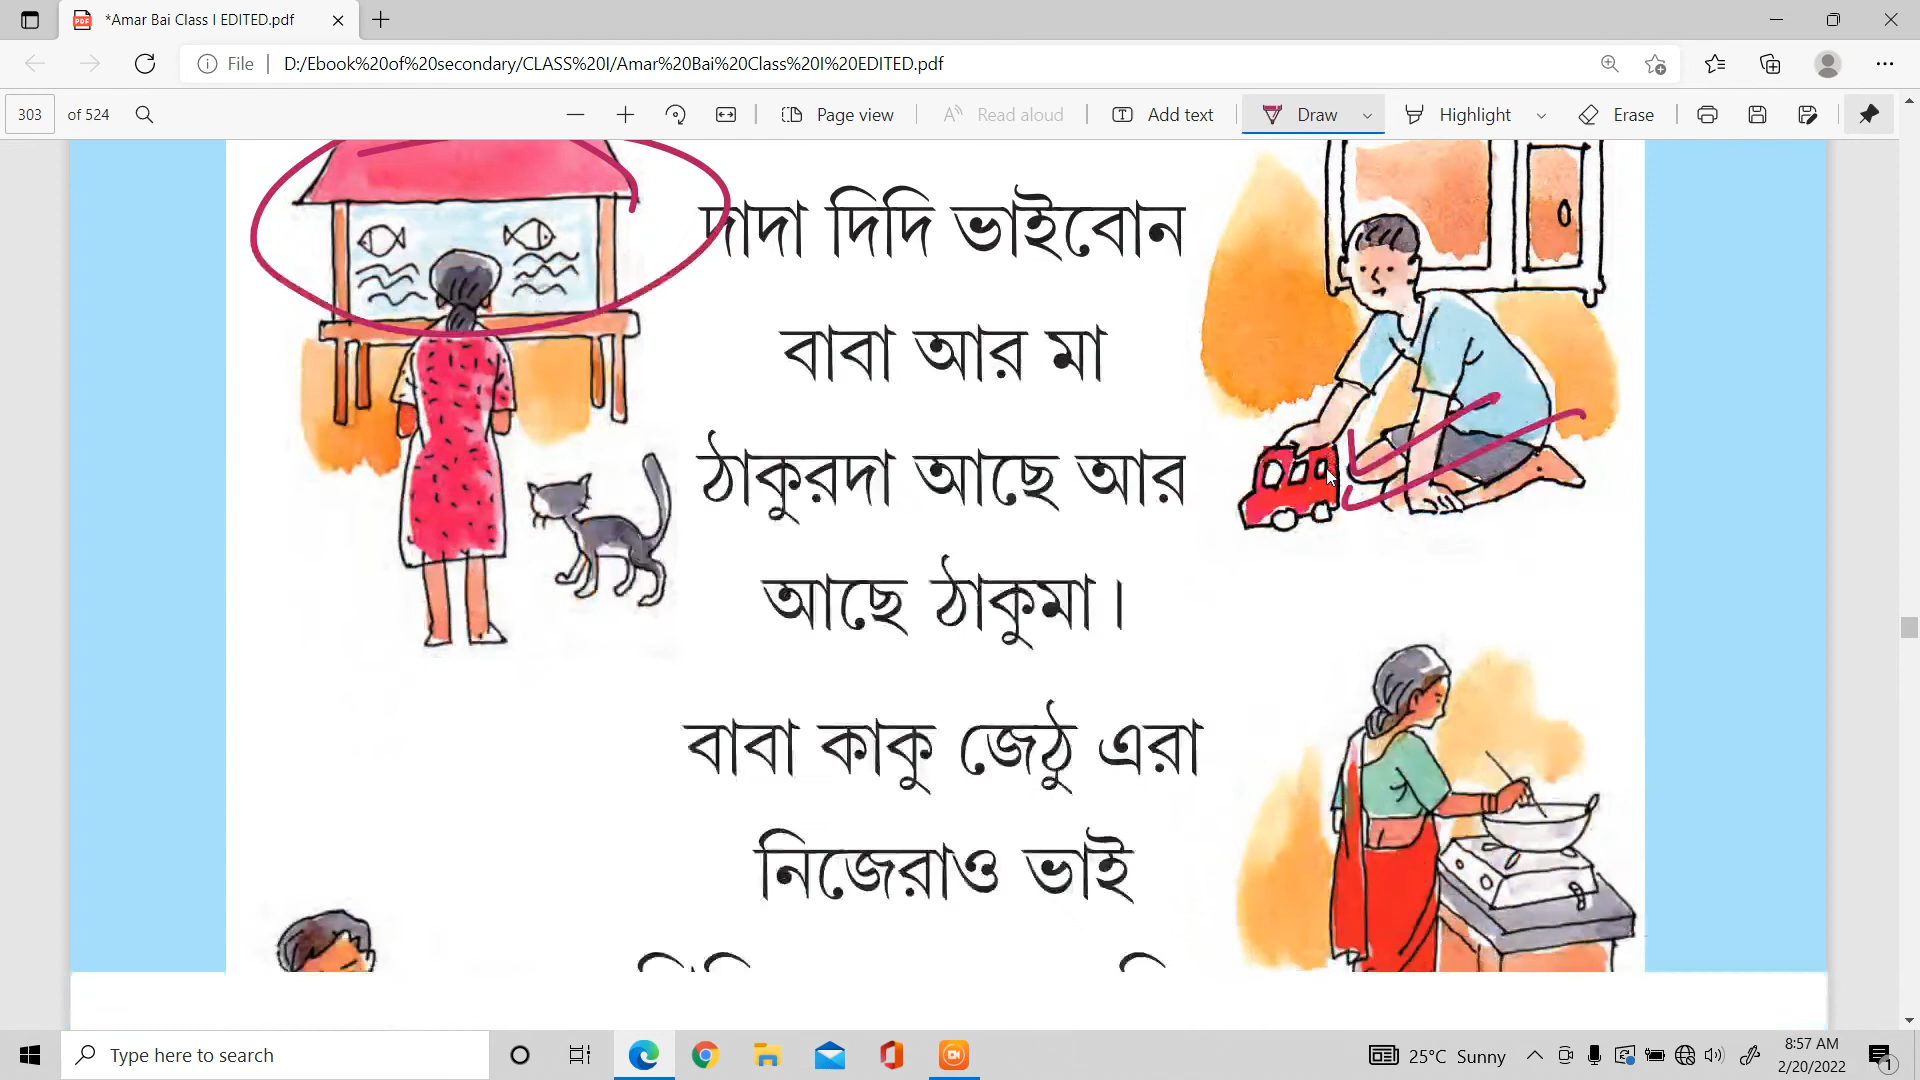 *Amar Bai Class I EDITED.pdf
File D:/Ebook%20of%20secondary/CLASS%20I/Amar%20Bai%20Class%20I%20EDITED.pdf
303 of 524 Page view Read aloud Add text Draw Highlight Erase
দাদা দিদি ভাইবোন
বাবা আর মা
ঠাকুরদা আছে আর
আছে ঠাকুমা।
বাবা কাকু জেঠু এরা
নিজেরাও ভাই
Type here to search
25°C Sunny
8:57 AM
2/20/2022
1